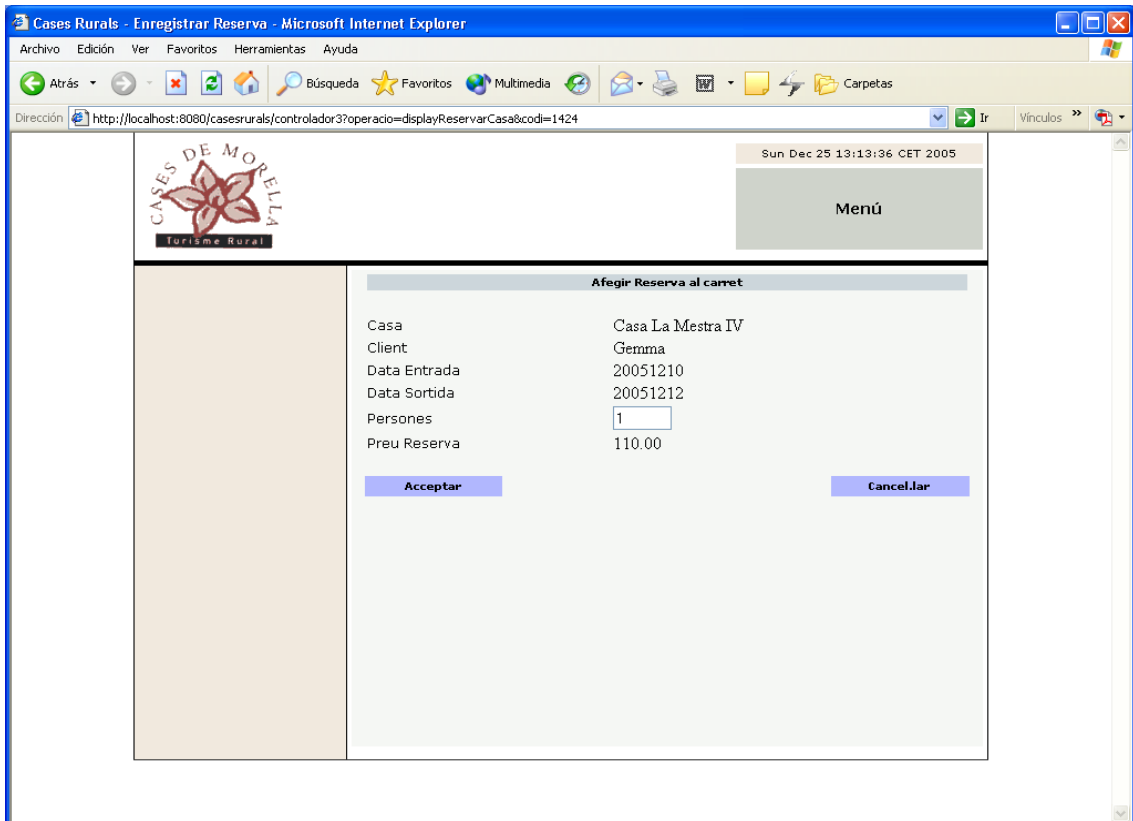 Cases Rurals - Enregistrar Reserva - Microsoft Internet Explorer
Archivo Edición Ver Favoritos Herramientas Ayuda
Atrás Búsqueda Favoritos Multimedia Carpetas
Dirección http://localhost:8080/casesrurals/controlador3?operacio=displayReservarCasa&codi=1424 Ir Vínculos »
CASES DE MORELLA
Turisme Rural
Sun Dec 25 13:13:36 CET 2005
Menú
Afegir Reserva al carret
Casa Casa La Mestra IV
Client Gemma
Data Entrada 20051210
Data Sortida 20051212
Persones 1
Preu Reserva 110.00
Acceptar Cancel.lar